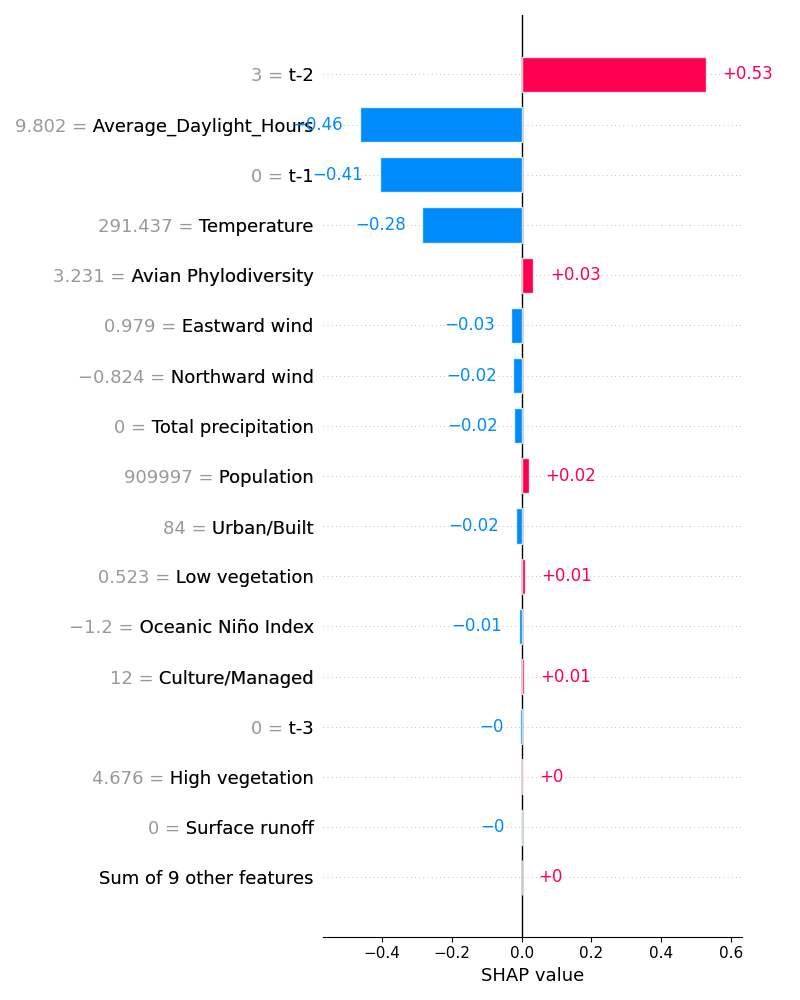 3 = t-2 +0.53
9.802 = Average_Daylight_Hours −0.46
0 = t-1 −0.41
291.437 = Temperature −0.28
3.231 = Avian Phylodiversity +0.03
0.979 = Eastward wind −0.03
−0.824 = Northward wind −0.02
0 = Total precipitation −0.02
909997 = Population +0.02
84 = Urban/Built −0.02
0.523 = Low vegetation +0.01
−1.2 = Oceanic Niño Index −0.01
12 = Culture/Managed +0.01
0 = t-3 −0
4.676 = High vegetation +0
0 = Surface runoff −0
Sum of 9 other features +0
−0.4 −0.2 0.0 0.2 0.4 0.6
SHAP value